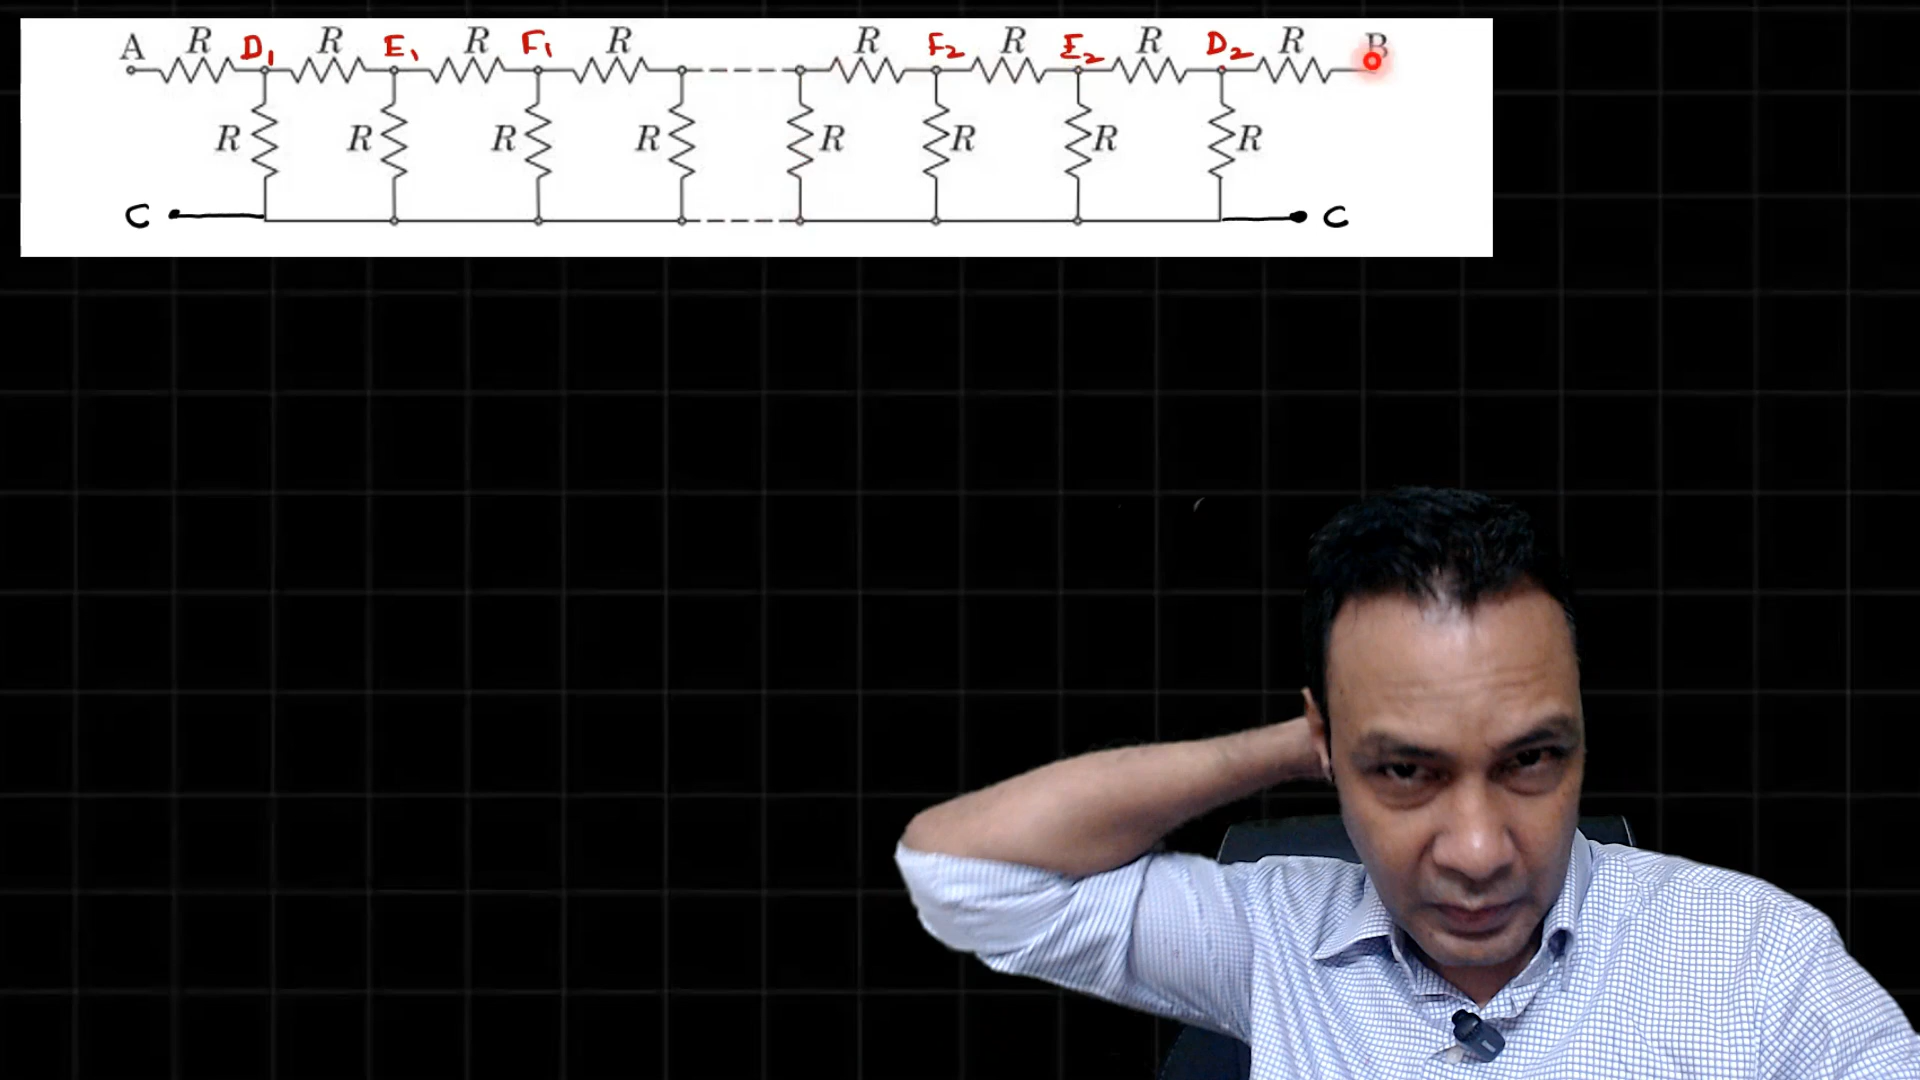 A R D₁ R E₁ R F₁ R R F₂ R E₂ R D₂ R B
R R R R R R R R
C C